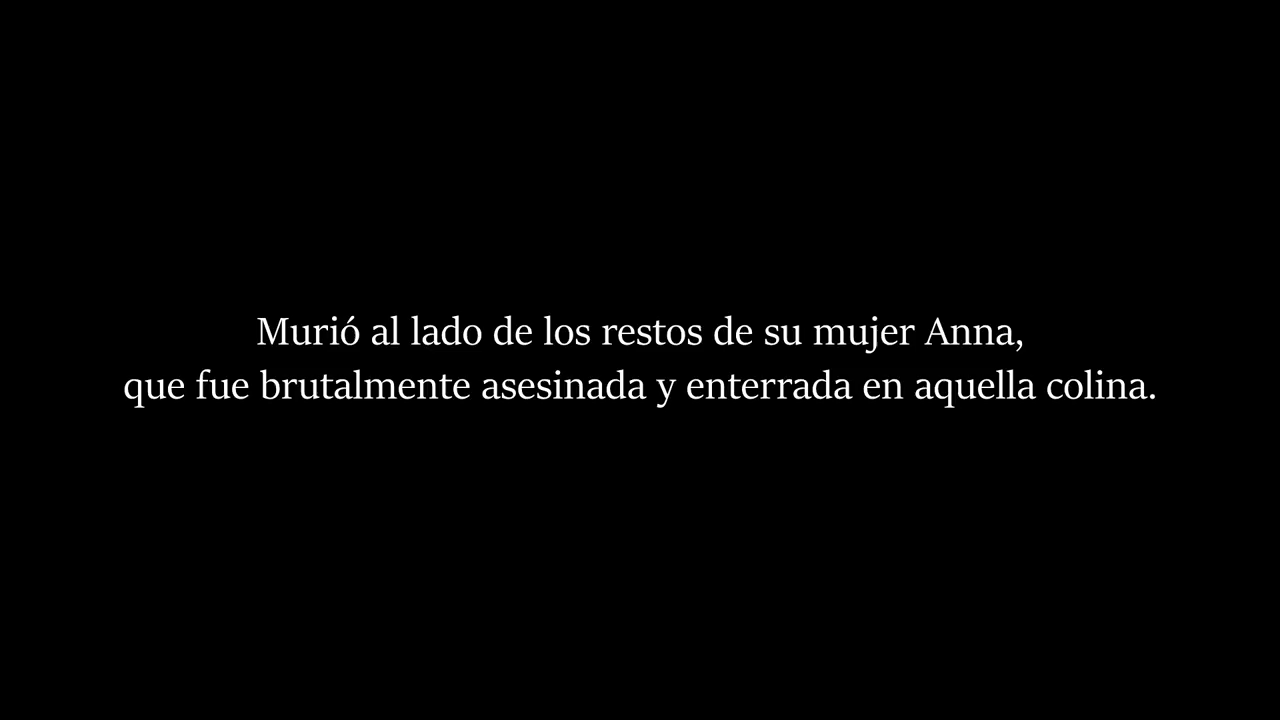 Murió al lado de los restos de su mujer Anna,
que fue brutalmente asesinada y enterrada en aquella colina.